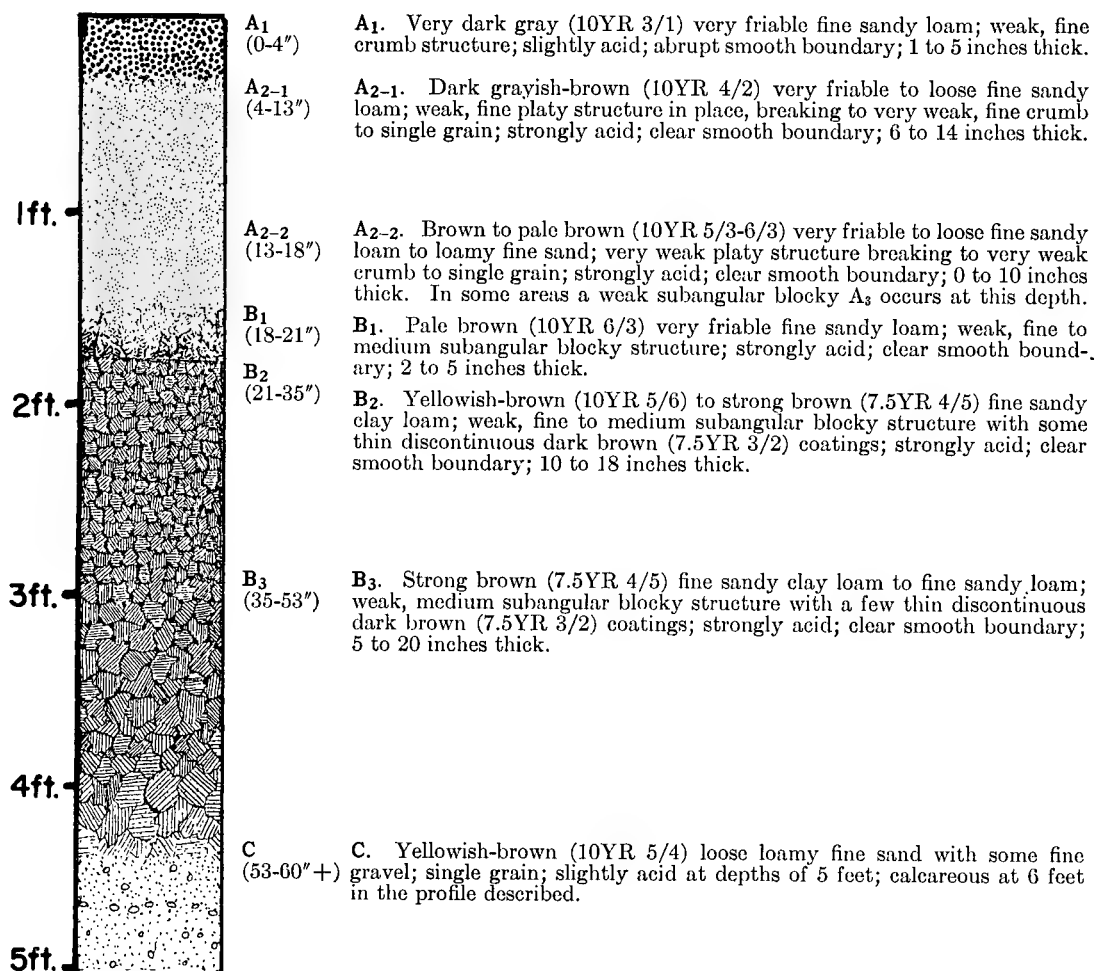 A1
(0-4″)
A1. Very dark gray (10YR 3/1) very friable fine sandy loam; weak, fine
crumb structure; slightly acid; abrupt smooth boundary; 1 to 5 inches thick.
A2-1
(4-13″)
A2-1. Dark grayish-brown (10YR 4/2) very friable to loose fine sandy
loam; weak, fine platy structure in place, breaking to very weak, fine crumb
to single grain; strongly acid; clear smooth boundary; 6 to 14 inches thick.
1ft.
A2-2
(13-18″)
A2-2. Brown to pale brown (10YR 5/3-6/3) very friable to loose fine sandy
loam to loamy fine sand; very weak platy structure breaking to very weak
crumb to single grain; strongly acid; clear smooth boundary; 0 to 10 inches
thick. In some areas a weak subangular blocky A3 occurs at this depth.
B1
(18-21″)
B1. Pale brown (10YR 6/3) very friable fine sandy loam; weak, fine to
medium subangular blocky structure; strongly acid; clear smooth bound-
ary; 2 to 5 inches thick.
B2
(21-35″)
2ft.
B2. Yellowish-brown (10YR 5/6) to strong brown (7.5YR 4/5) fine sandy
clay loam; weak, fine to medium subangular blocky structure with some
thin discontinuous dark brown (7.5YR 3/2) coatings; strongly acid; clear
smooth boundary; 10 to 18 inches thick.
3ft.
B3
(35-53″)
B3. Strong brown (7.5YR 4/5) fine sandy clay loam to fine sandy loam;
weak, medium subangular blocky structure with a few thin discontinuous
dark brown (7.5YR 3/2) coatings; strongly acid; clear smooth boundary;
5 to 20 inches thick.
4ft.
C
(53-60″+)
C. Yellowish-brown (10YR 5/4) loose loamy fine sand with some fine
gravel; single grain; slightly acid at depths of 5 feet; calcareous at 6 feet
in the profile described.
5ft.